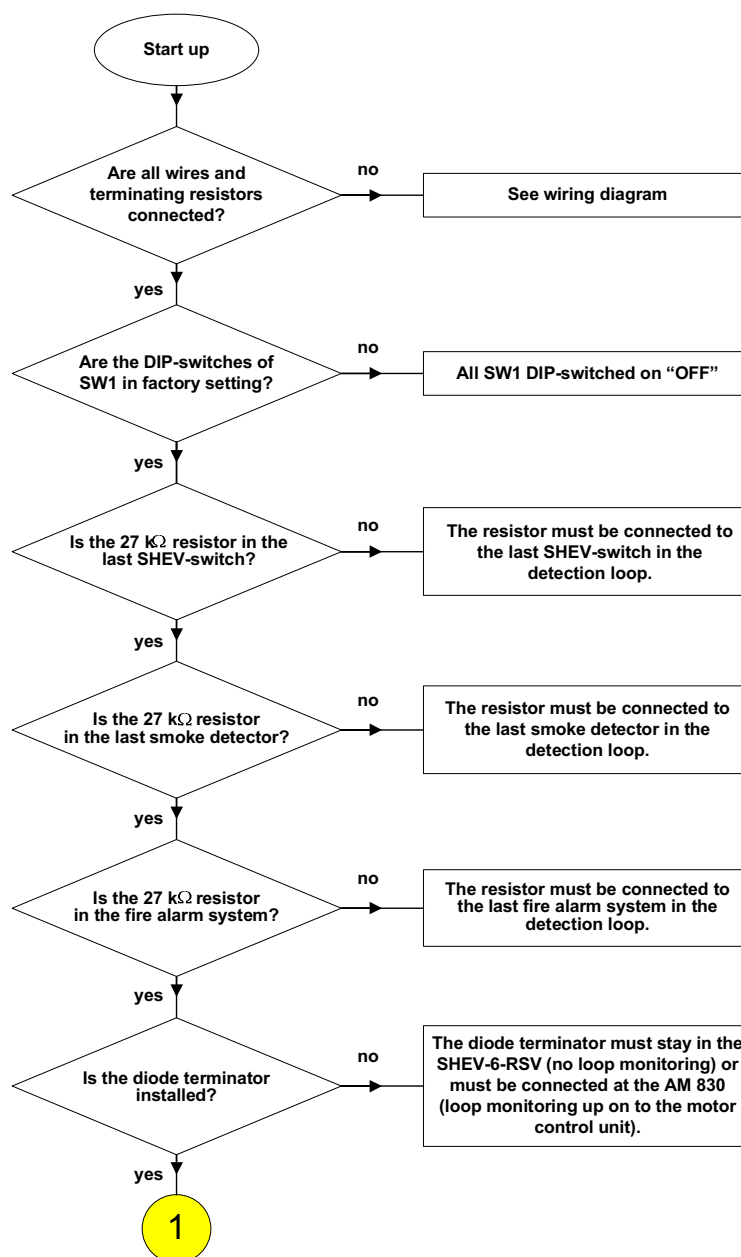 Start up
Are all wires and
terminating resistors
connected?
no
See wiring diagram
yes
Are the DIP-switches of
SW1 in factory setting?
no
All SW1 DIP-switched on “OFF”
yes
Is the 27 kΩ resistor in the
last SHEV-switch?
no
The resistor must be connected to
the last SHEV-switch in the
detection loop.
yes
Is the 27 kΩ resistor
in the last smoke detector?
no
The resistor must be connected to
the last smoke detector in the
detection loop.
yes
Is the 27 kΩ resistor
in the fire alarm system?
no
The resistor must be connected to
the last fire alarm system in the
detection loop.
yes
Is the diode terminator
installed?
no
The diode terminator must stay in the
SHEV-6-RSV (no loop monitoring) or
must be connected at the AM 830
(loop monitoring up on to the motor
control unit).
yes
1